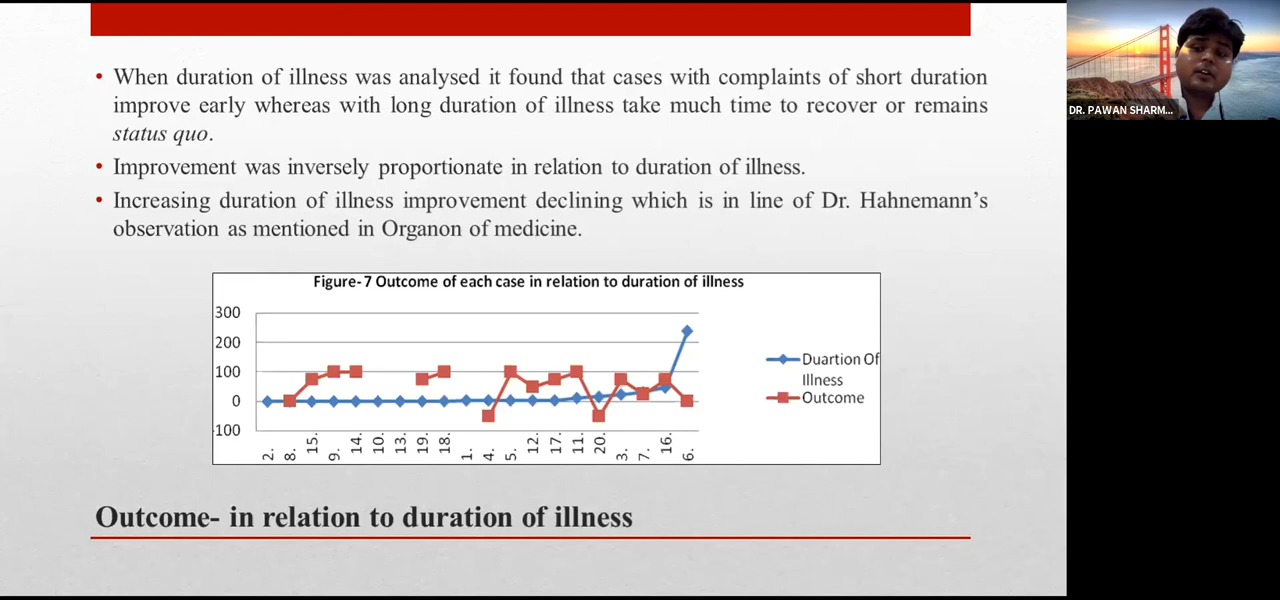 • When duration of illness was analysed it found that cases with complaints of short duration
improve early whereas with long duration of illness take much time to recover or remains
status quo.
• Improvement was inversely proportionate in relation to duration of illness.
• Increasing duration of illness improvement declining which is in line of Dr. Hahnemann's
observation as mentioned in Organon of medicine.
DR. PAWAN SHARM...
Figure- 7 Outcome of each case in relation to duration of illness
300
200
100
0
-100
2. 8. 15. 9. 14. 10. 13. 19. 18. 1. 4. 5. 12. 17. 11. 20. 3. 7. 16. 6.
Duartion Of
Illness
Outcome
Outcome- in relation to duration of illness